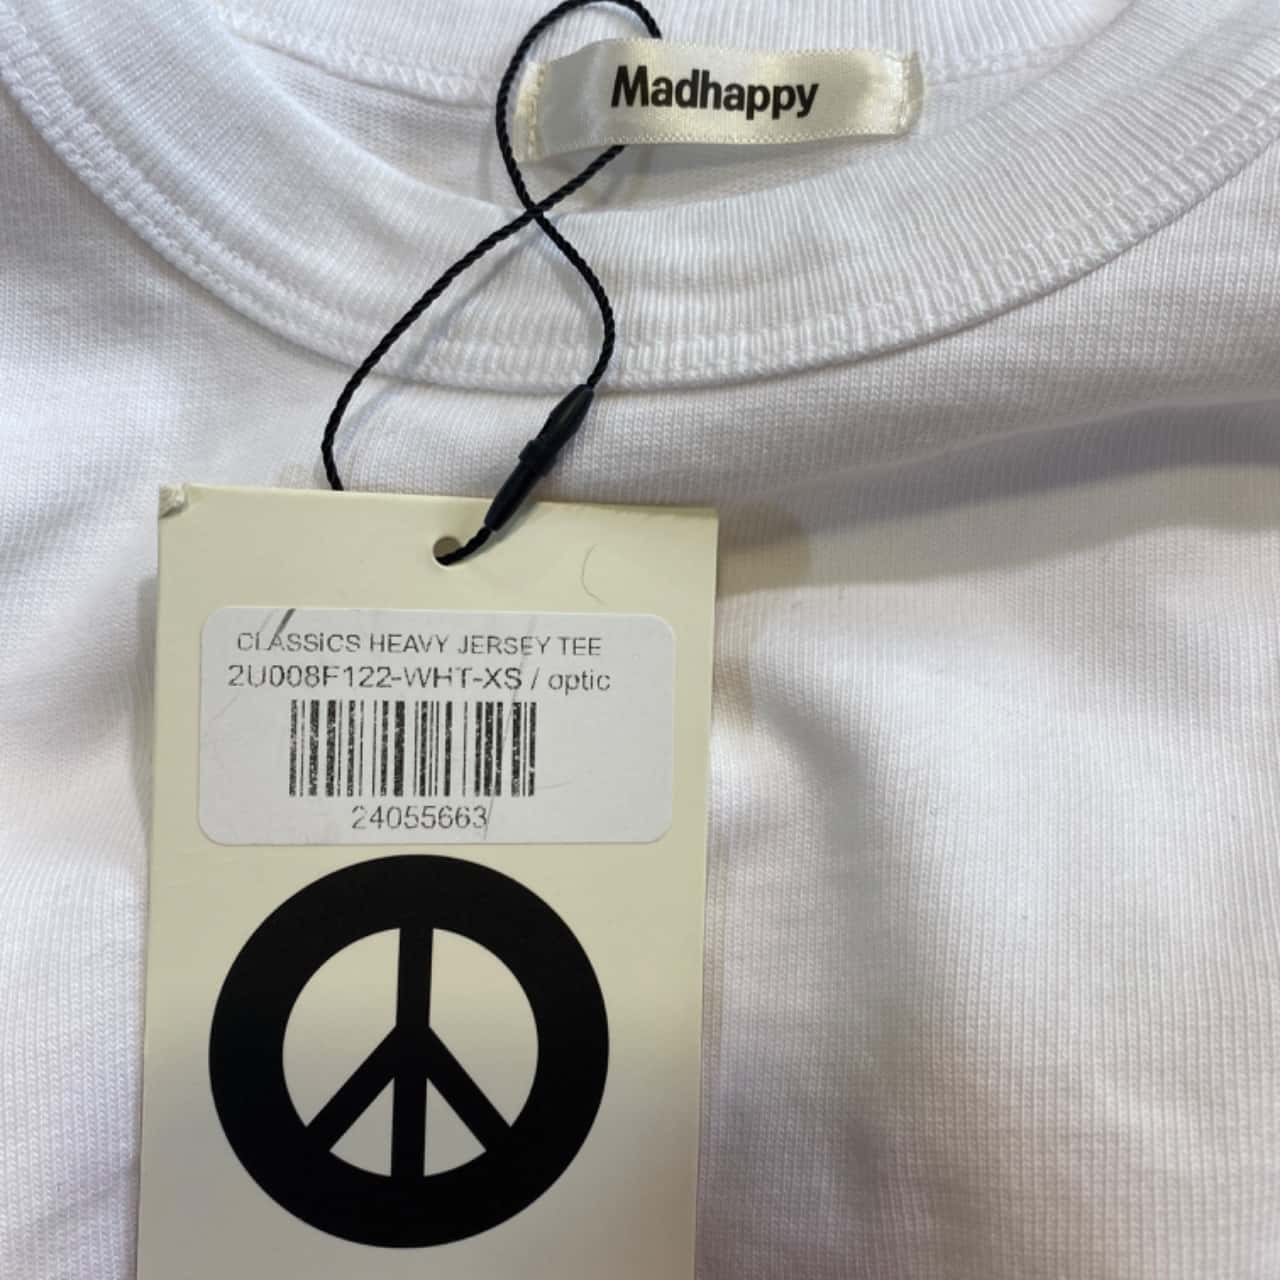 Madhappy
CLASSiCS HEAVY JERSEY TEE
2U008F122-WHT-XS / optic
24055663